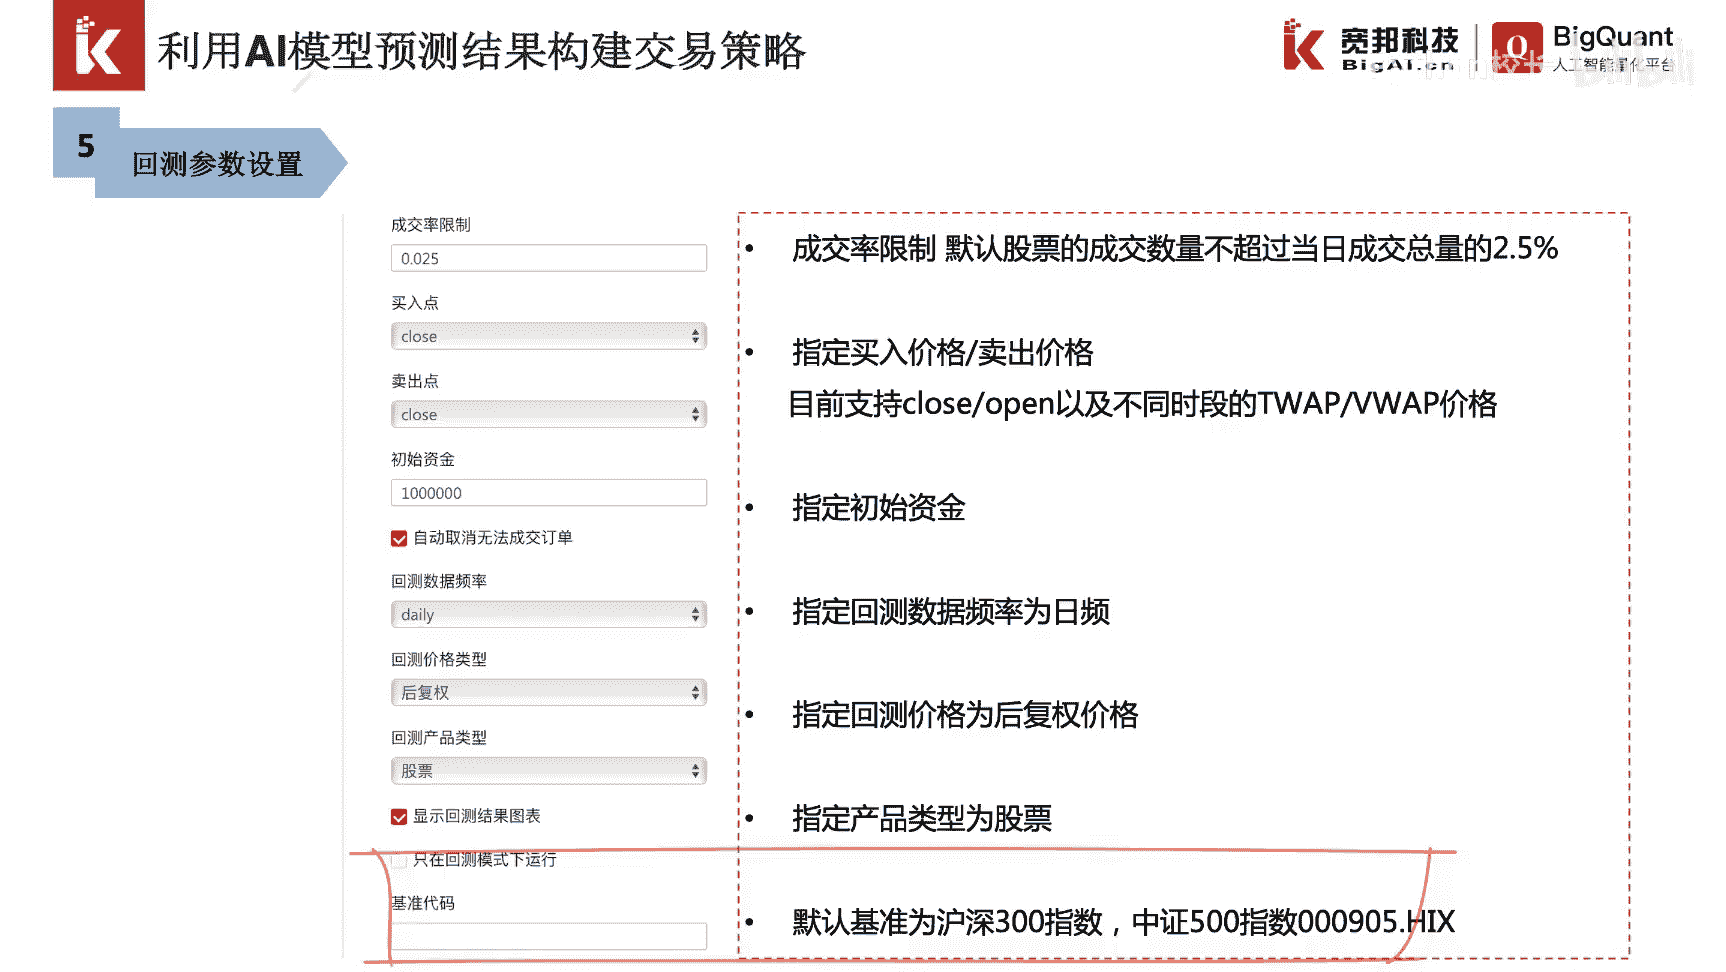 利用AI模型预测结果构建交易策略
宽邦科技
BigAI.cn
BigQuant
人工智能量化平台
5
回测参数设置
成交率限制
0.025
买入点
close
卖出点
close
初始资金
1000000
自动取消无法成交订单
回测数据频率
daily
回测价格类型
后复权
回测产品类型
股票
显示回测结果图表
只在回测模式下运行
基准代码
• 成交率限制 默认股票的成交数量不超过当日成交总量的2.5%
• 指定买入价格/卖出价格
目前支持close/open以及不同时段的TWAP/VWAP价格
• 指定初始资金
• 指定回测数据频率为日频
• 指定回测价格为后复权价格
• 指定产品类型为股票
• 默认基准为沪深300指数，中证500指数000905.HIX